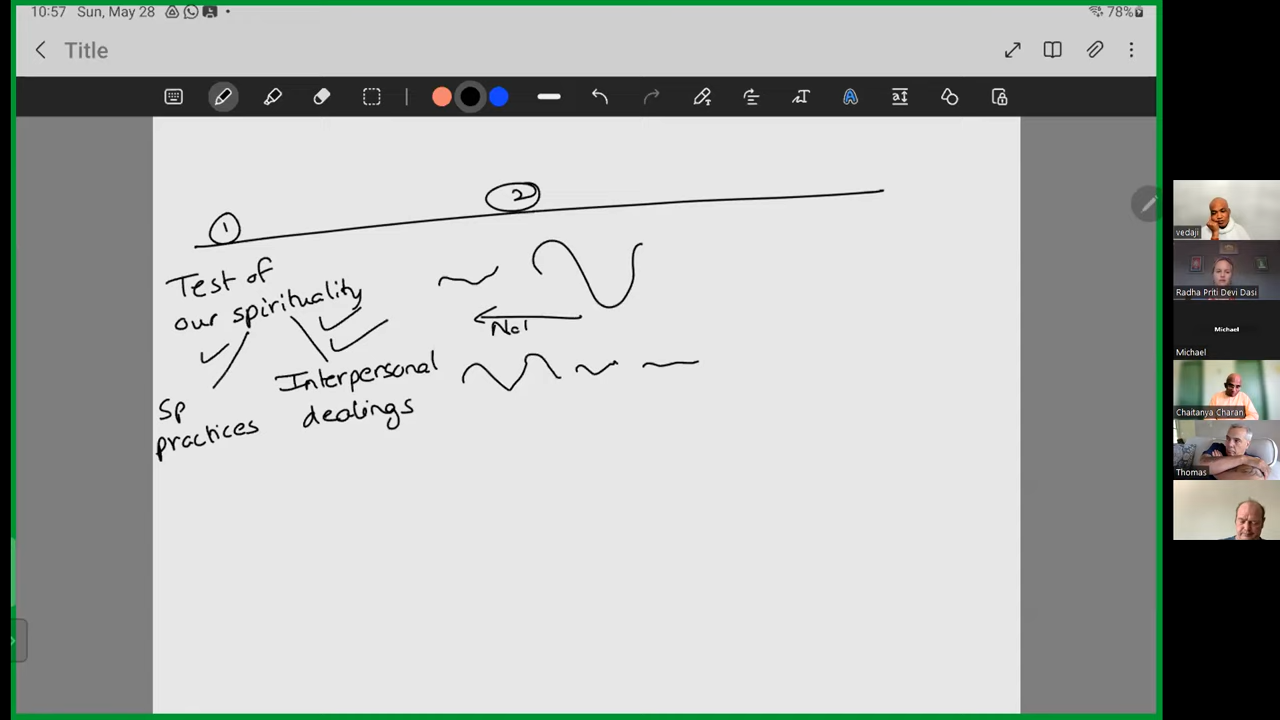 10:57 Sun, May 28
78%
Title
1
2
Test of
our spirituality
No!
Interpersonal
dealings
Sp
practices
vedaji
Radha Priti Devi Dasi
Michael
Michael
Chaitanya Charan
Thomas